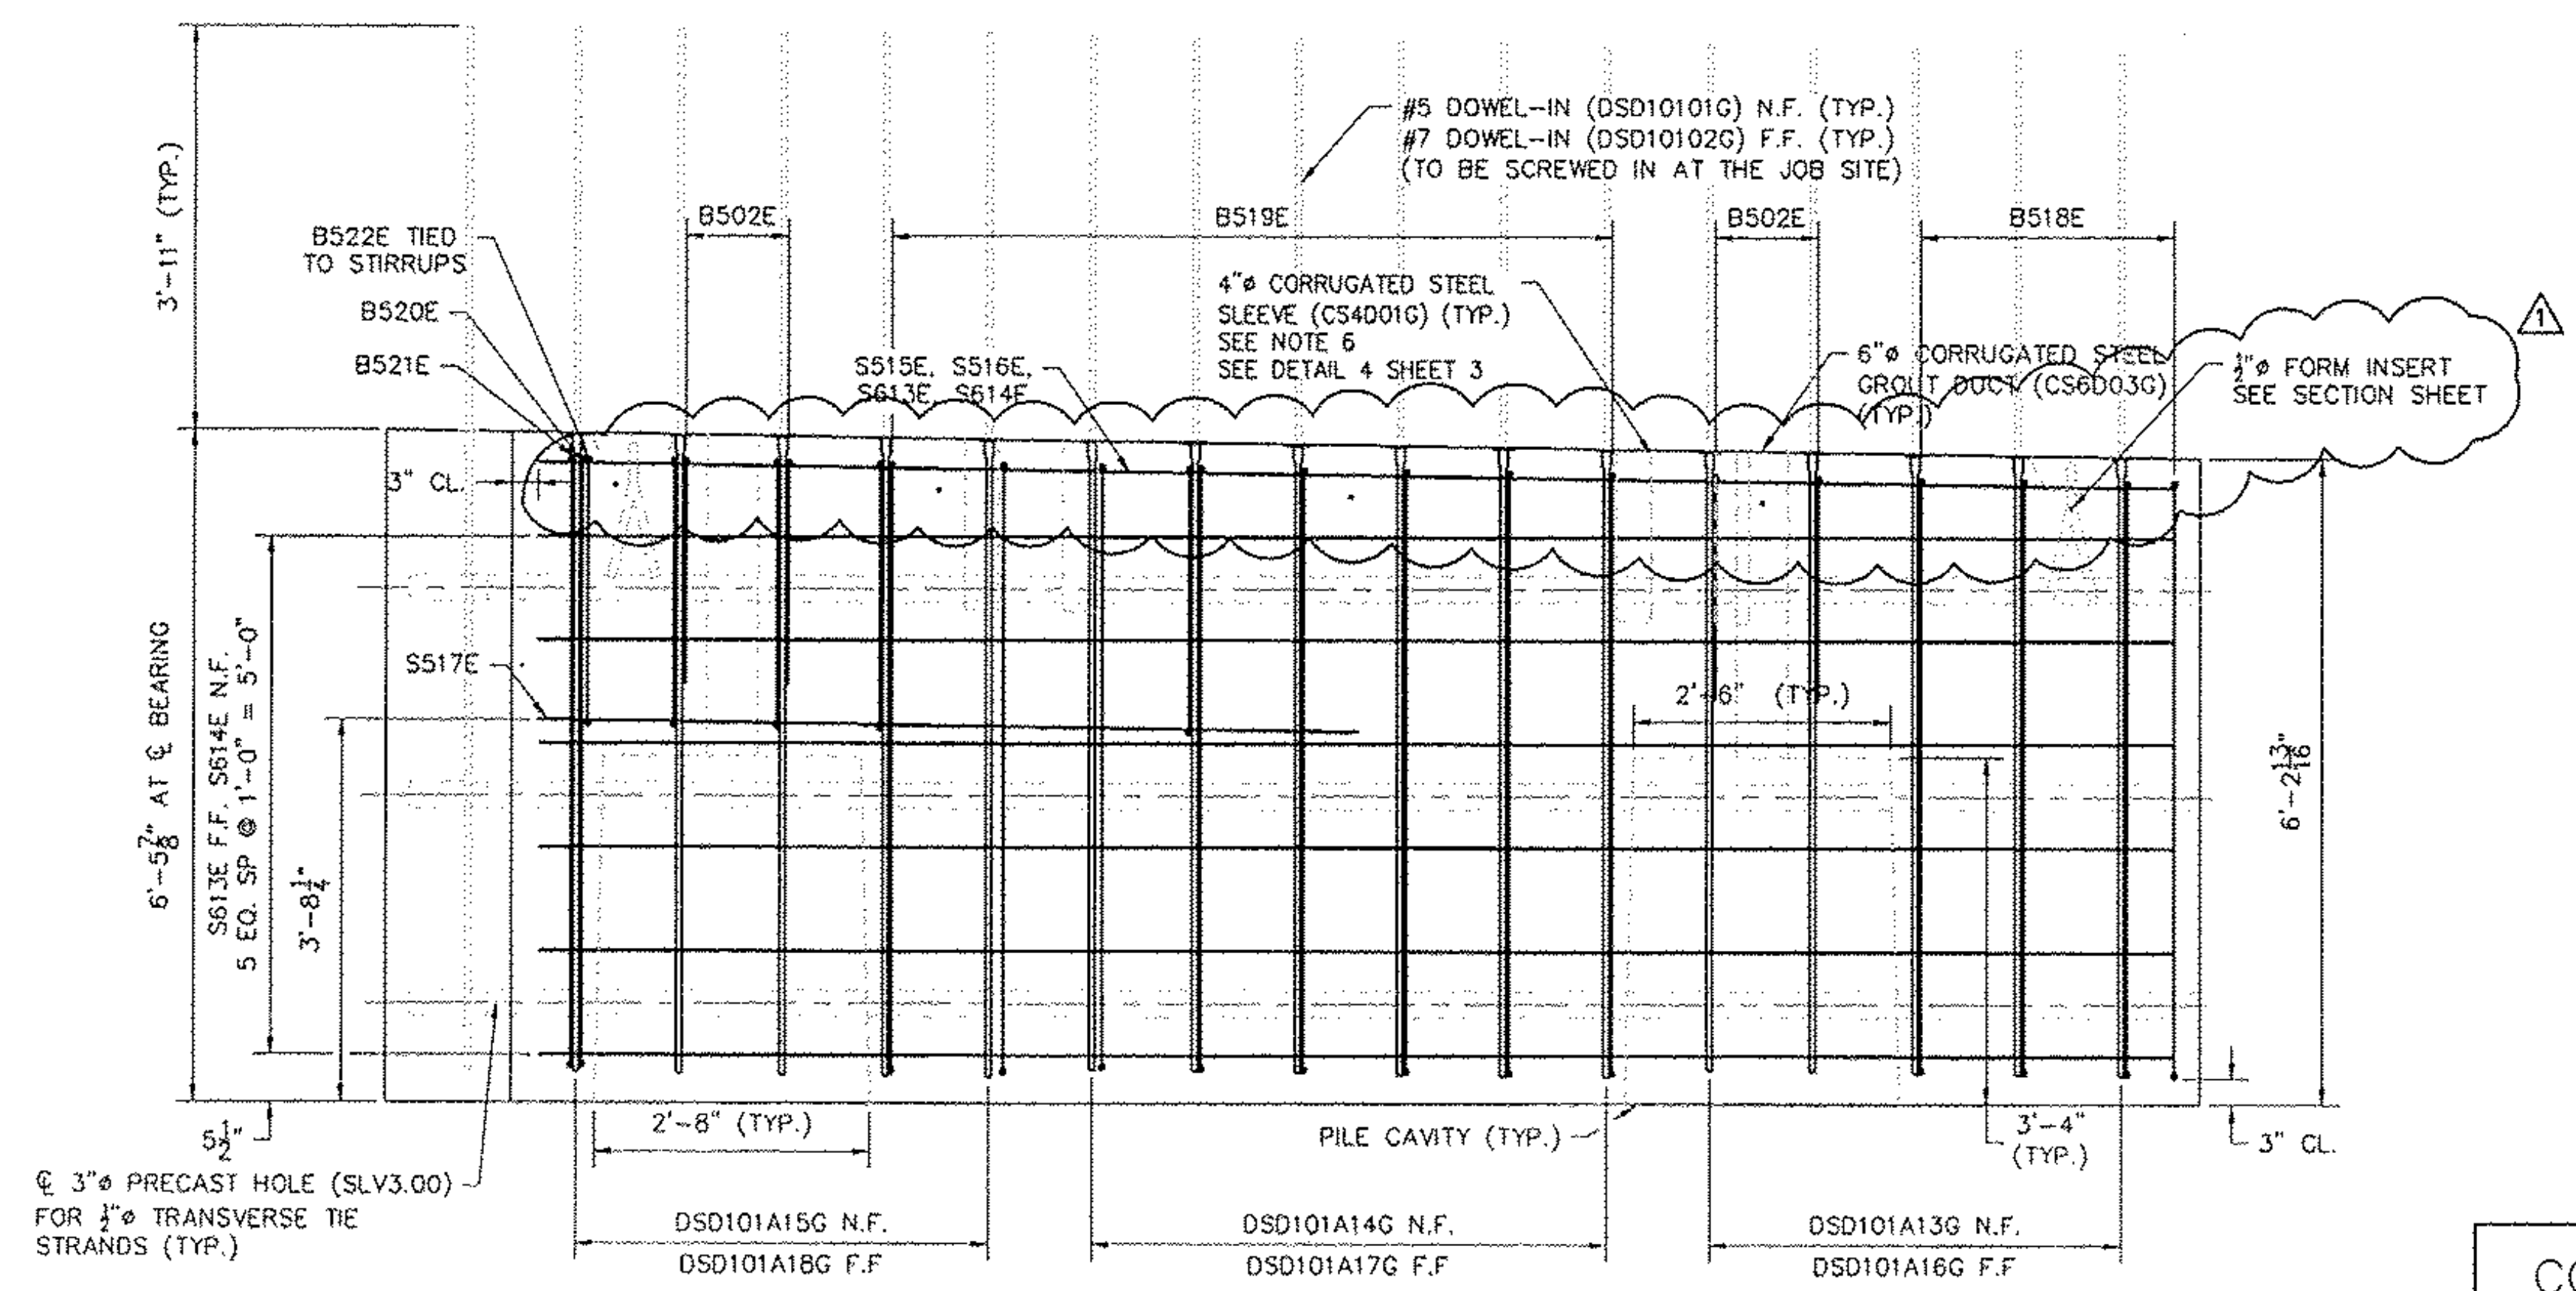 #5 DOWEL-IN (DSD10101G) N.F. (TYP.)
#7 DOWEL-IN (DSD10102G) F.F. (TYP.)
(TO BE SCREWED IN AT THE JOB SITE)
3'-11" (TYP.)
B502E
B519E
B502E
B518E
B522E TIED
TO STIRRUPS
B520E
B521E
4"ø CORRUGATED STEEL
SLEEVE (CS4D01G) (TYP.)
SEE NOTE 6
SEE DETAIL 4 SHEET 3
S515E, S516E,
S613E, S614E
6"ø CORRUGATED STEEL
GROUT DUCT (CS6D03G)
(TYP.)
½"ø FORM INSERT
SEE SECTION SHEET
1
3" CL.
S517E
2'-6" (TYP.)
6'-5⅞" AT ℄ BEARING
S613E F.F. S614E N.F.
5 EQ. SP @ 1'-0" = 5'-0"
3'-8¼"
6'-2 13/16"
5½"
2'-8" (TYP.)
PILE CAVITY (TYP.)
3'-4"
(TYP.)
3" CL.
℄ 3"ø PRECAST HOLE (SLV3.00)
FOR ½"ø TRANSVERSE TIE
STRANDS (TYP.)
DSD101A15G N.F.
DSD101A18G F.F
DSD101A14G N.F.
DSD101A17G F.F
DSD101A13G N.F.
DSD101A16G F.F